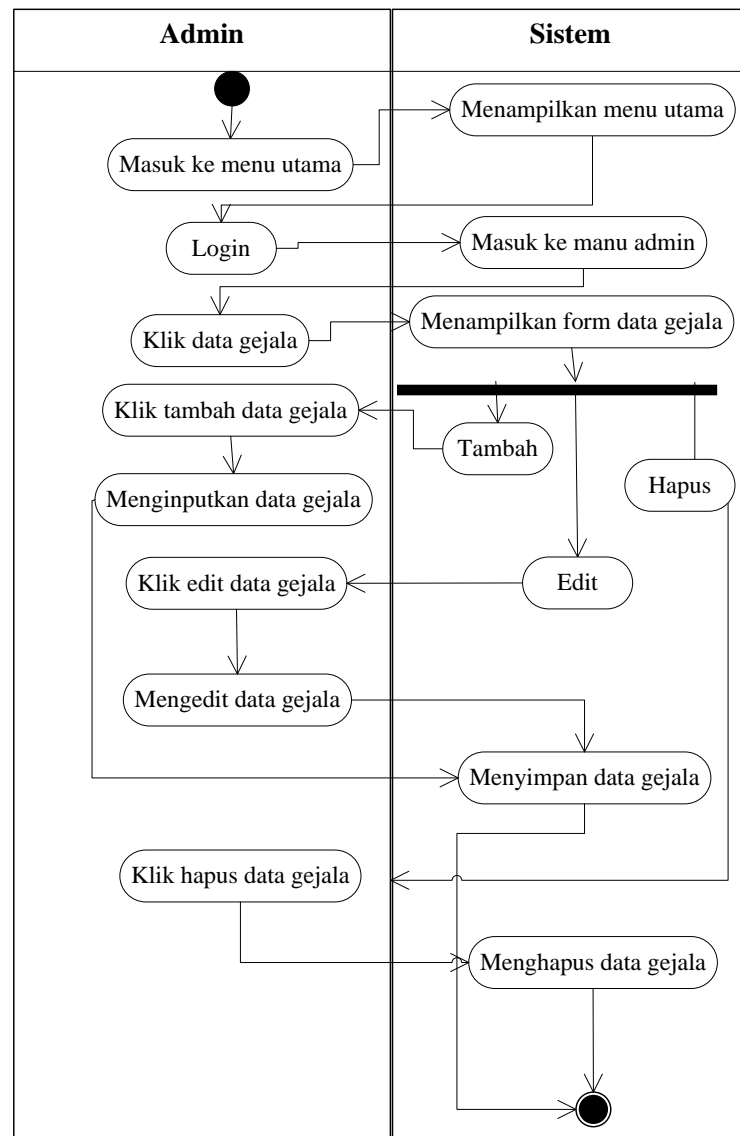 Admin
Sistem
Menampilkan menu utama
Masuk ke menu utama
Login
Masuk ke manu admin
Klik data gejala
Menampilkan form data gejala
Klik tambah data gejala
Tambah
Menginputkan data gejala
Hapus
Klik edit data gejala
Edit
Mengedit data gejala
Menyimpan data gejala
Klik hapus data gejala
Menghapus data gejala